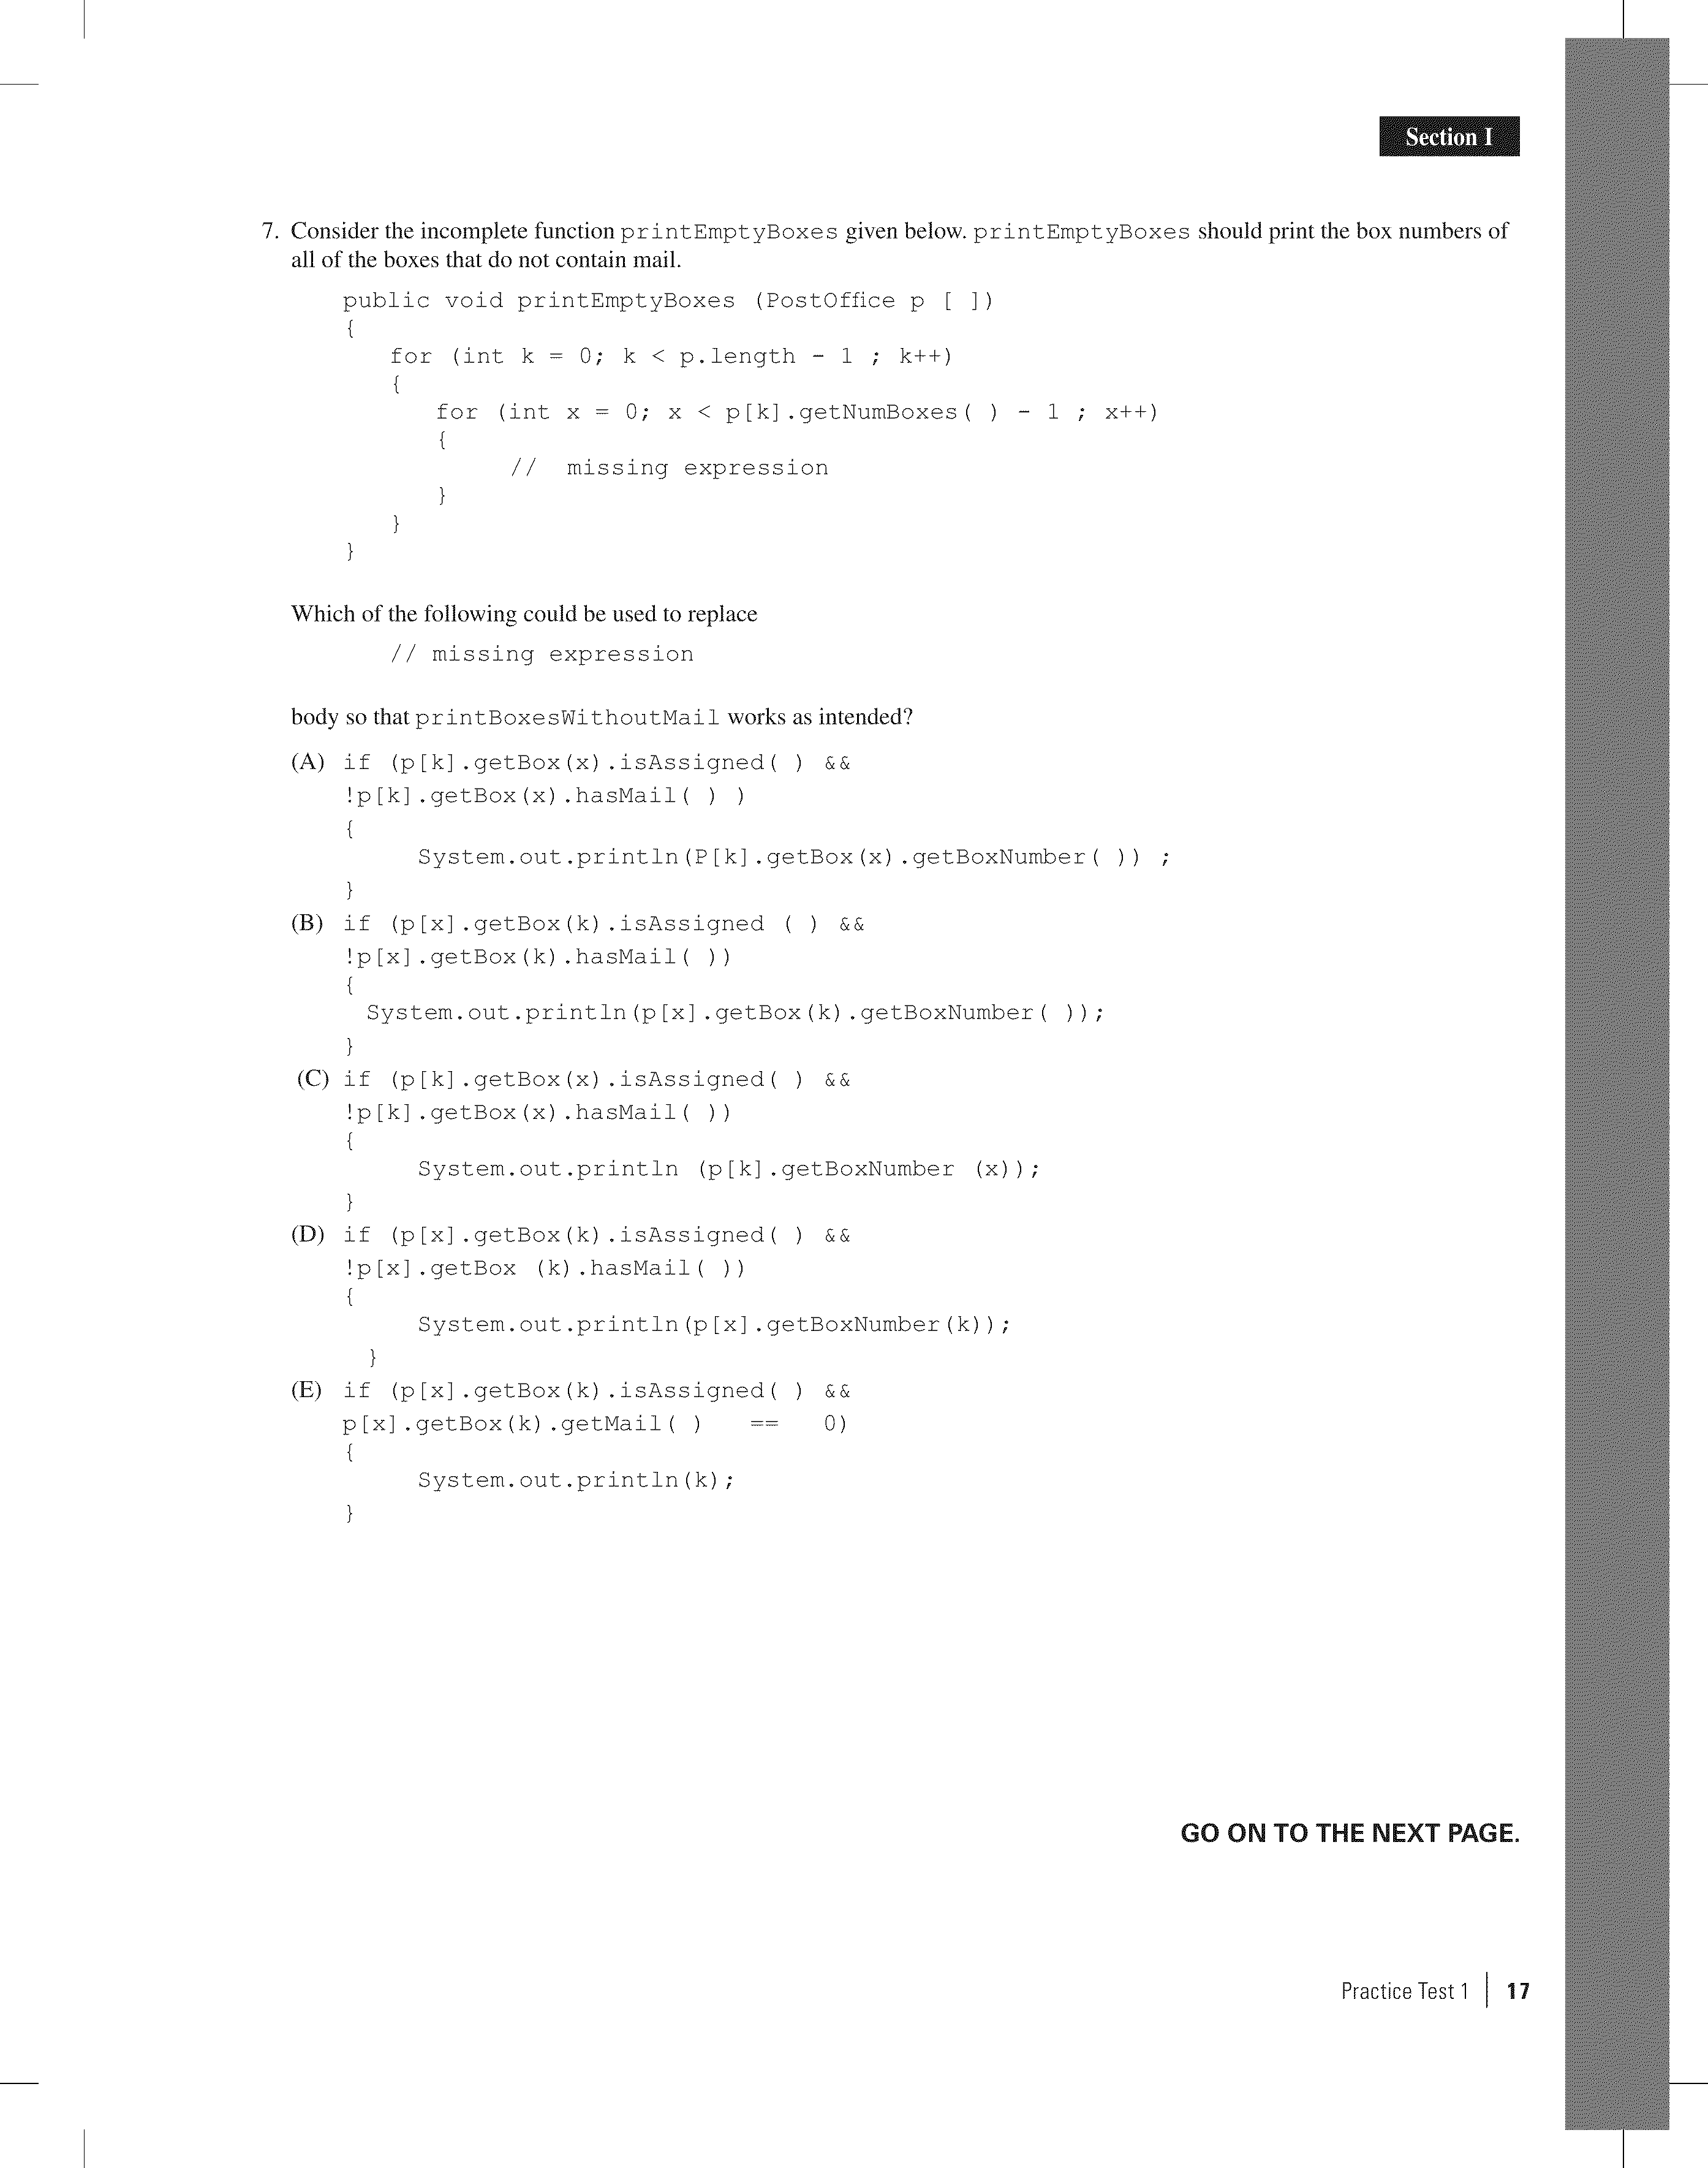 Section I
7. Consider the incomplete function printEmptyBoxes given below. printEmptyBoxes should print the box numbers of
all of the boxes that do not contain mail.
public void printEmptyBoxes (PostOffice p [ ])
{
for (int k = 0; k < p.length - 1 ; k++)
{
for (int x = 0; x < p[k].getNumBoxes( ) - 1 ; x++)
{
// missing expression
}
}
}
Which of the following could be used to replace
// missing expression
body so that printBoxesWithoutMail works as intended?
(A) if (p[k].getBox(x).isAssigned( ) &&
!p[k].getBox(x).hasMail( ) )
{
System.out.println(P[k].getBox(x).getBoxNumber( )) ;
}
(B) if (p[x].getBox(k).isAssigned ( ) &&
!p[x].getBox(k).hasMail( ))
{
System.out.println(p[x].getBox(k).getBoxNumber( ));
}
(C) if (p[k].getBox(x).isAssigned( ) &&
!p[k].getBox(x).hasMail( ))
{
System.out.println (p[k].getBoxNumber (x));
}
(D) if (p[x].getBox(k).isAssigned( ) &&
!p[x].getBox (k).hasMail( ))
{
System.out.println(p[x].getBoxNumber(k));
}
(E) if (p[x].getBox(k).isAssigned( ) &&
p[x].getBox(k).getMail( ) == 0)
{
System.out.println(k);
}
GO ON TO THE NEXT PAGE.
Practice Test 1 | 17